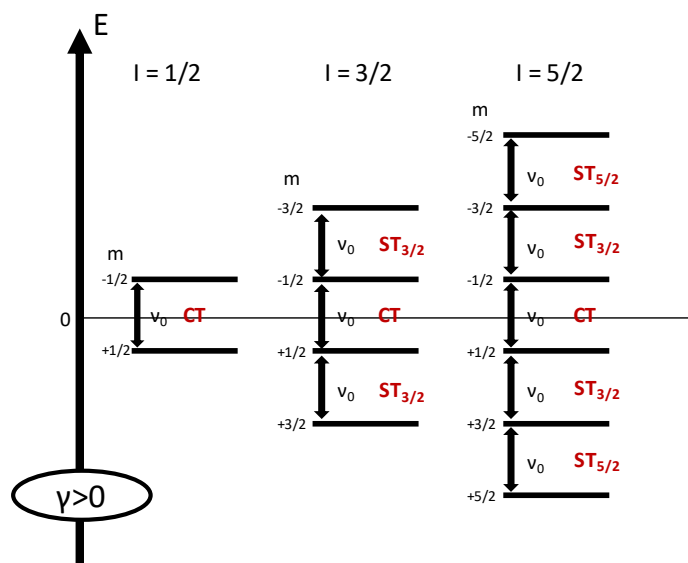 E
I = 1/2
I = 3/2
I = 5/2
m
-5/2
ν₀ ST₅/₂
m
-3/2
-3/2
ν₀ ST₃/₂
ν₀ ST₃/₂
m
-1/2
-1/2
-1/2
0
ν₀ CT
ν₀ CT
ν₀ CT
+1/2
+1/2
+1/2
ν₀ ST₃/₂
ν₀ ST₃/₂
+3/2
+3/2
ν₀ ST₅/₂
+5/2
γ>0